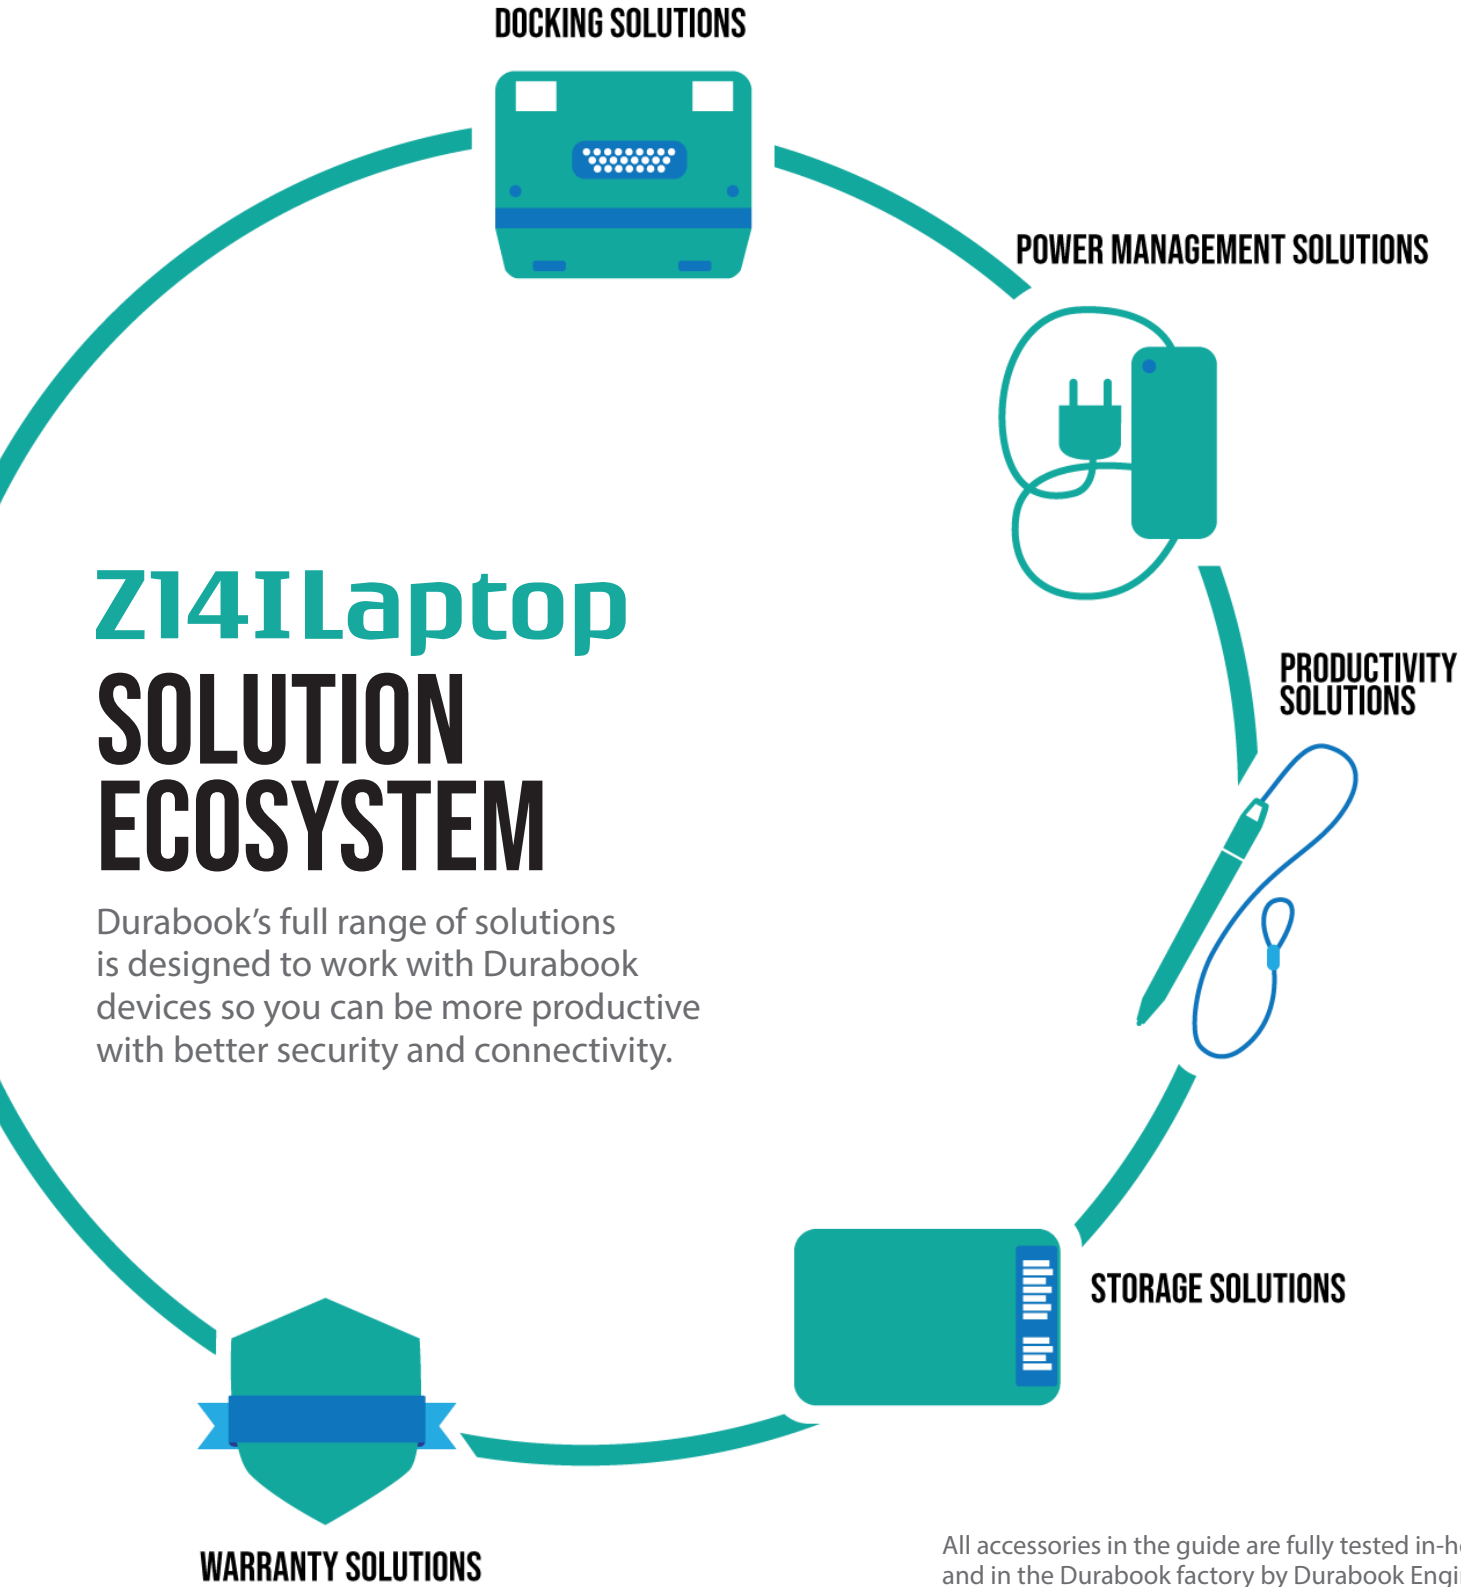 DOCKING SOLUTIONS
POWER MANAGEMENT SOLUTIONS
PRODUCTIVITY
SOLUTIONS
Z14I Laptop
SOLUTION
ECOSYSTEM
Durabook’s full range of solutions
is designed to work with Durabook
devices so you can be more productive
with better security and connectivity.
STORAGE SOLUTIONS
WARRANTY SOLUTIONS
All accessories in the guide are fully tested
and in the Durabook factory by Durabook